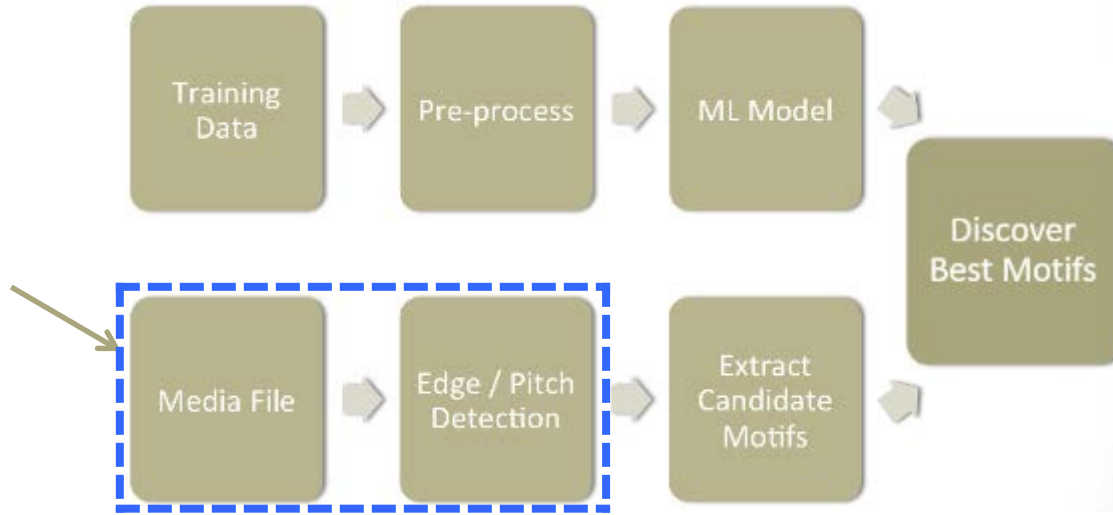 Training
Data
Pre-process
ML Model
Discover
Best Motifs
Media File
Edge / Pitch
Detection
Extract
Candidate
Motifs